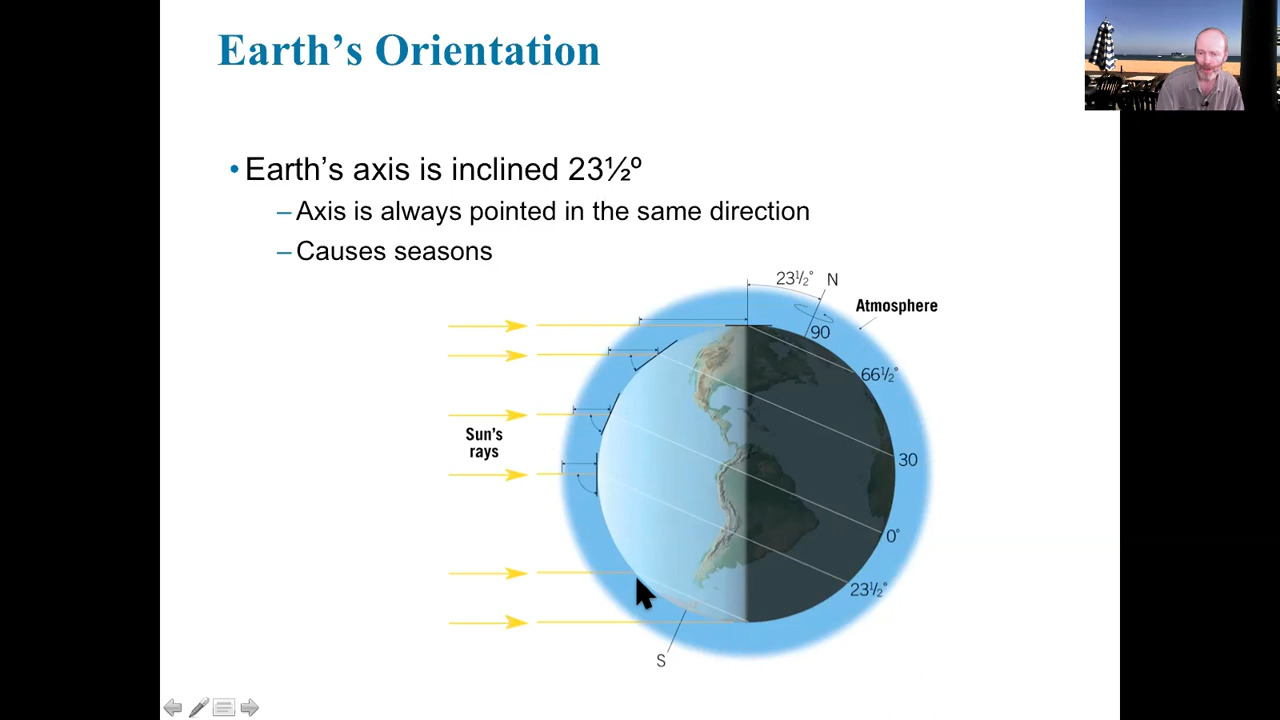 Earth's Orientation
• Earth's axis is inclined 23½º
– Axis is always pointed in the same direction
– Causes seasons
23½° N
Atmosphere
90
66½°
Sun's
rays
30
0°
23½°
S